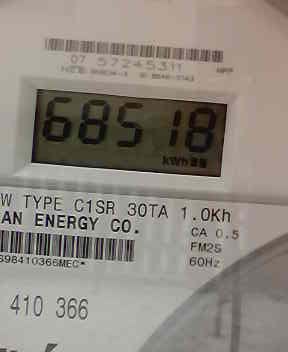 07 57245311
68518
kWh
W TYPE C1SR 30TA 1.0Kh
AN ENERGY CO.
CA 0.5
FM2S
60Hz
S98410366MEC*
410 366